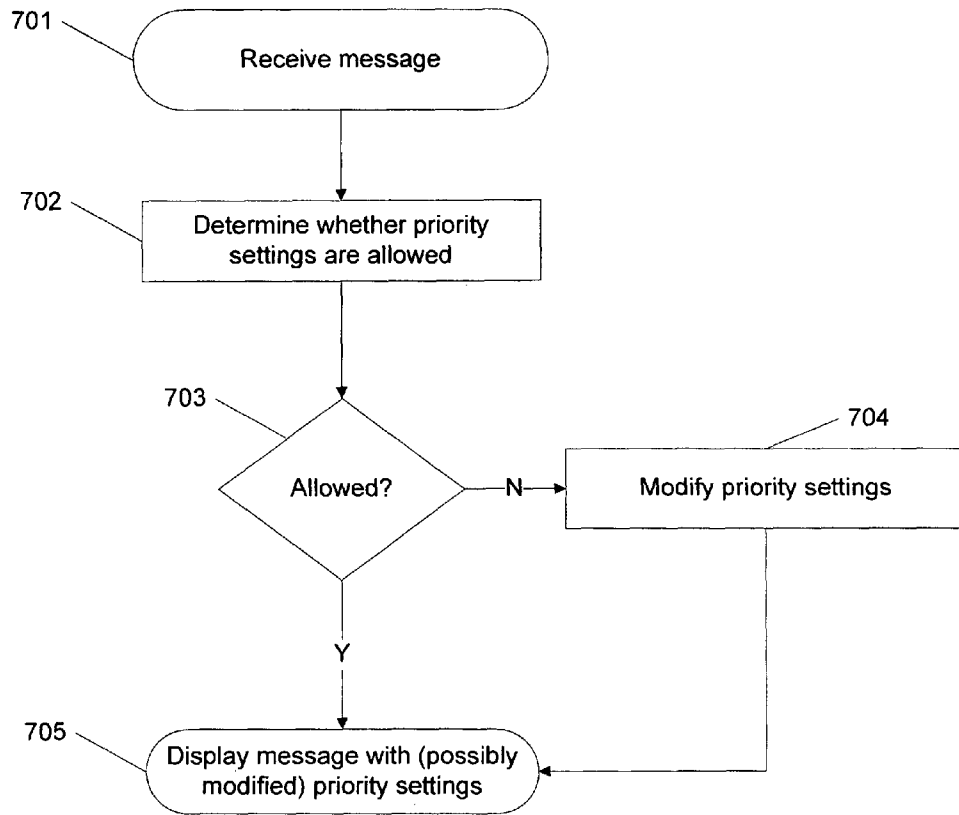 701
Receive message
702
Determine whether priority
settings are allowed
703
Allowed?
N
704
Modify priority settings
Y
705
Display message with (possibly
modified) priority settings